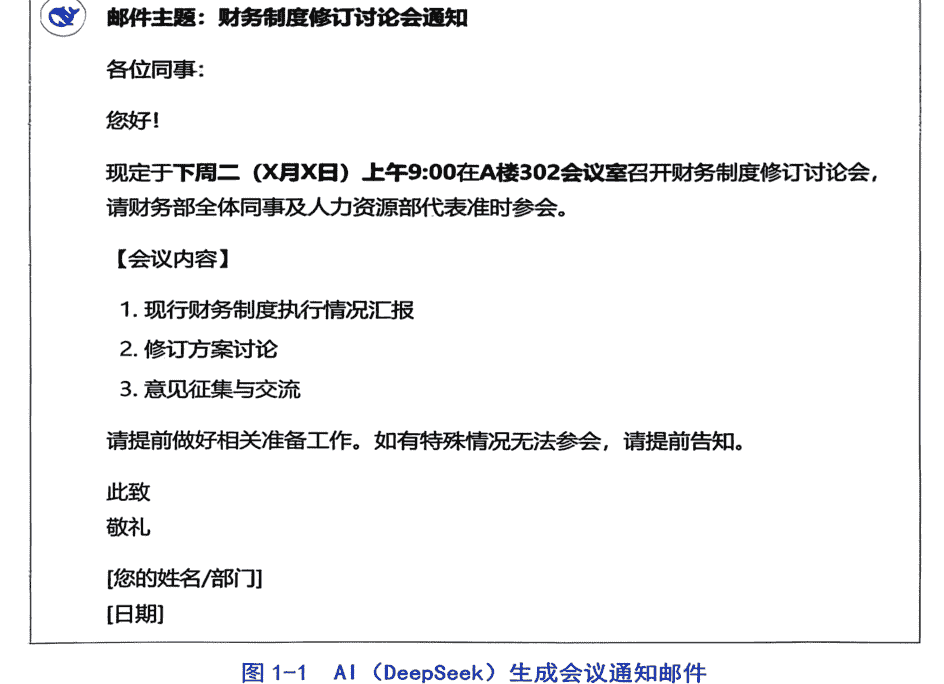 邮件主题：财务制度修订讨论会通知
各位同事：
您好！
现定于下周二（X月X日）上午9:00在A楼302会议室召开财务制度修订讨论会，
请财务部全体同事及人力资源部代表准时参会。
【会议内容】
1. 现行财务制度执行情况汇报
2. 修订方案讨论
3. 意见征集与交流
请提前做好相关准备工作。如有特殊情况无法参会，请提前告知。
此致
敬礼
[您的姓名/部门]
[日期]
图 1-1 AI（DeepSeek）生成会议通知邮件